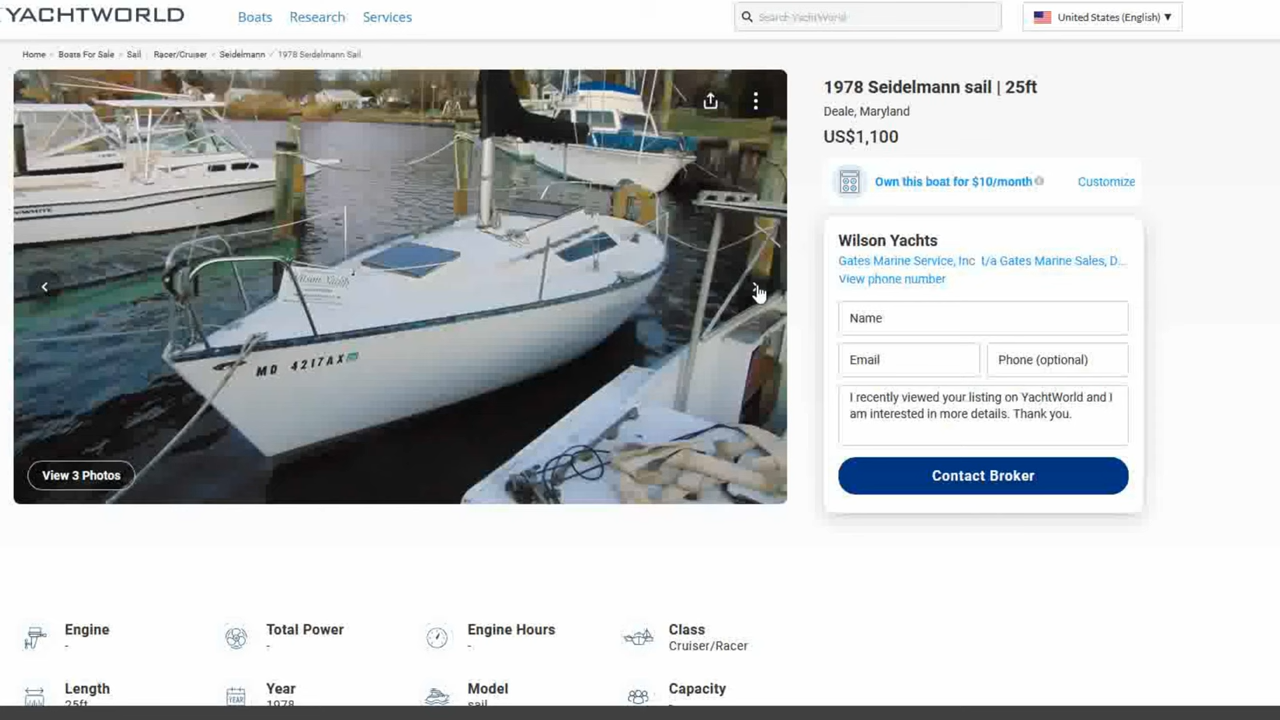 YACHTWORLD
Boats Research Services
Search YachtWorld
United States (English) ▼
Home Boats For Sale Sail Racer/Cruiser Seidelmann 1978 Seidelmann Sail
1978 Seidelmann sail | 25ft
Deale, Maryland
US$1,100
Own this boat for $10/month Customize
Wilson Yachts
Gates Marine Service, Inc t/a Gates Marine Sales, D...
View phone number
Name
Email Phone (optional)
I recently viewed your listing on YachtWorld and I
am interested in more details. Thank you.
Contact Broker
MD 4217AX
View 3 Photos
Engine
-
Total Power
-
Engine Hours
-
Class
Cruiser/Racer
Length
25ft
Year
1978
Model
sail
Capacity
-